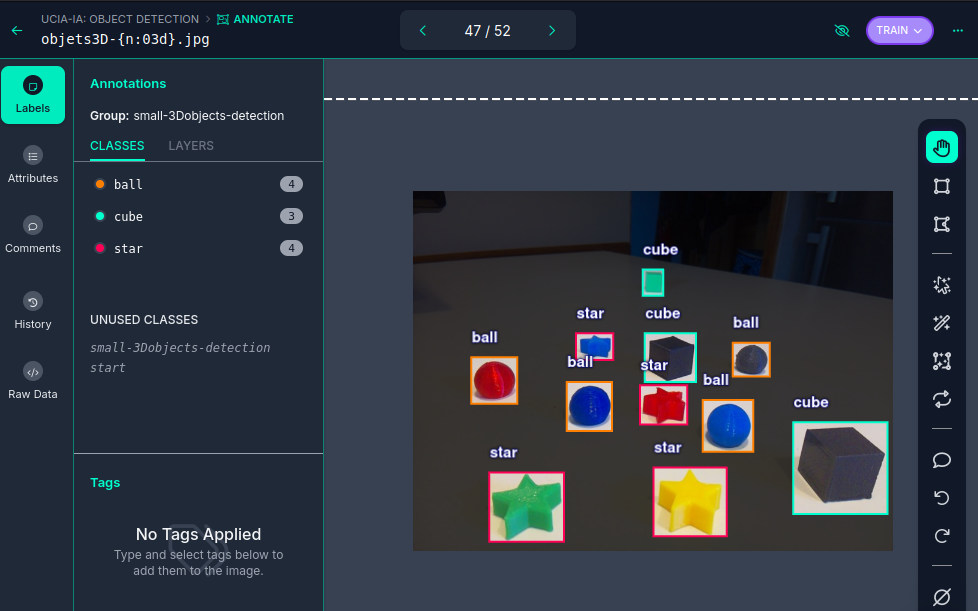 UCIA-IA: OBJECT DETECTION > ANNOTATE
objets3D-{n:03d}.jpg
< 47 / 52 >
TRAIN
Labels
Attributes
Comments
History
Raw Data
Annotations
Group: small-3Dobjects-detection
CLASSES LAYERS
ball 4
cube 3
star 4
UNUSED CLASSES
small-3Dobjects-detection
start
Tags
No Tags Applied
Type and select tags below to
add them to the image.
cube
star cube
ball ball
ball star
ball
cube
star star